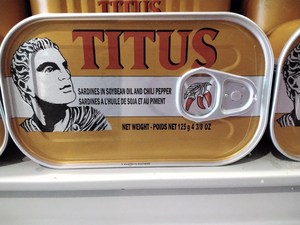 TITUS
TITUS
SARDINES IN SOYBEAN OIL AND CHILI PEPPER
SARDINES A L'HUILE DE SOJA ET AU PIMENT
NET WEIGHT - POIDS NET 125 g 4 3/8 OZ